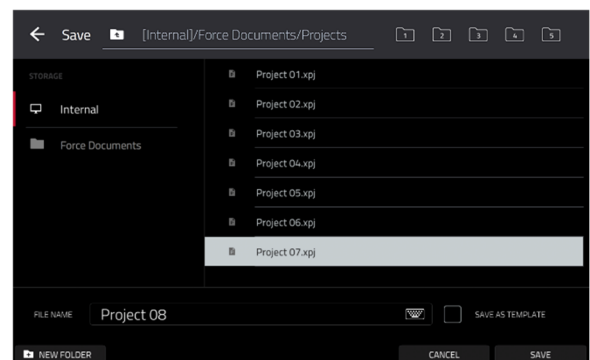 Save [Internal]/Force Documents/Projects 1 2 3 4 5
STORAGE
Internal
Force Documents
Project 01.xpj
Project 02.xpj
Project 03.xpj
Project 04.xpj
Project 05.xpj
Project 06.xpj
Project 07.xpj
FILE NAME Project 08 SAVE AS TEMPLATE
NEW FOLDER CANCEL SAVE